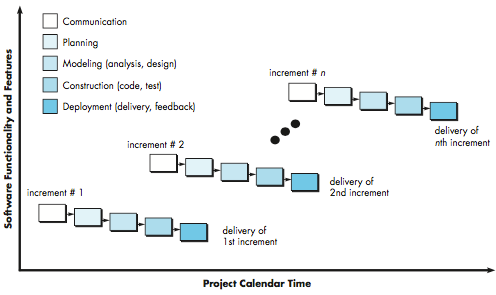 Communication
Planning
Modeling (analysis, design)
Construction (code, test)
Deployment (delivery, feedback)
Software Functionality and Features
increment # n
delivery of
nth increment
increment # 2
delivery of
2nd increment
increment # 1
delivery of
1st increment
Project Calendar Time